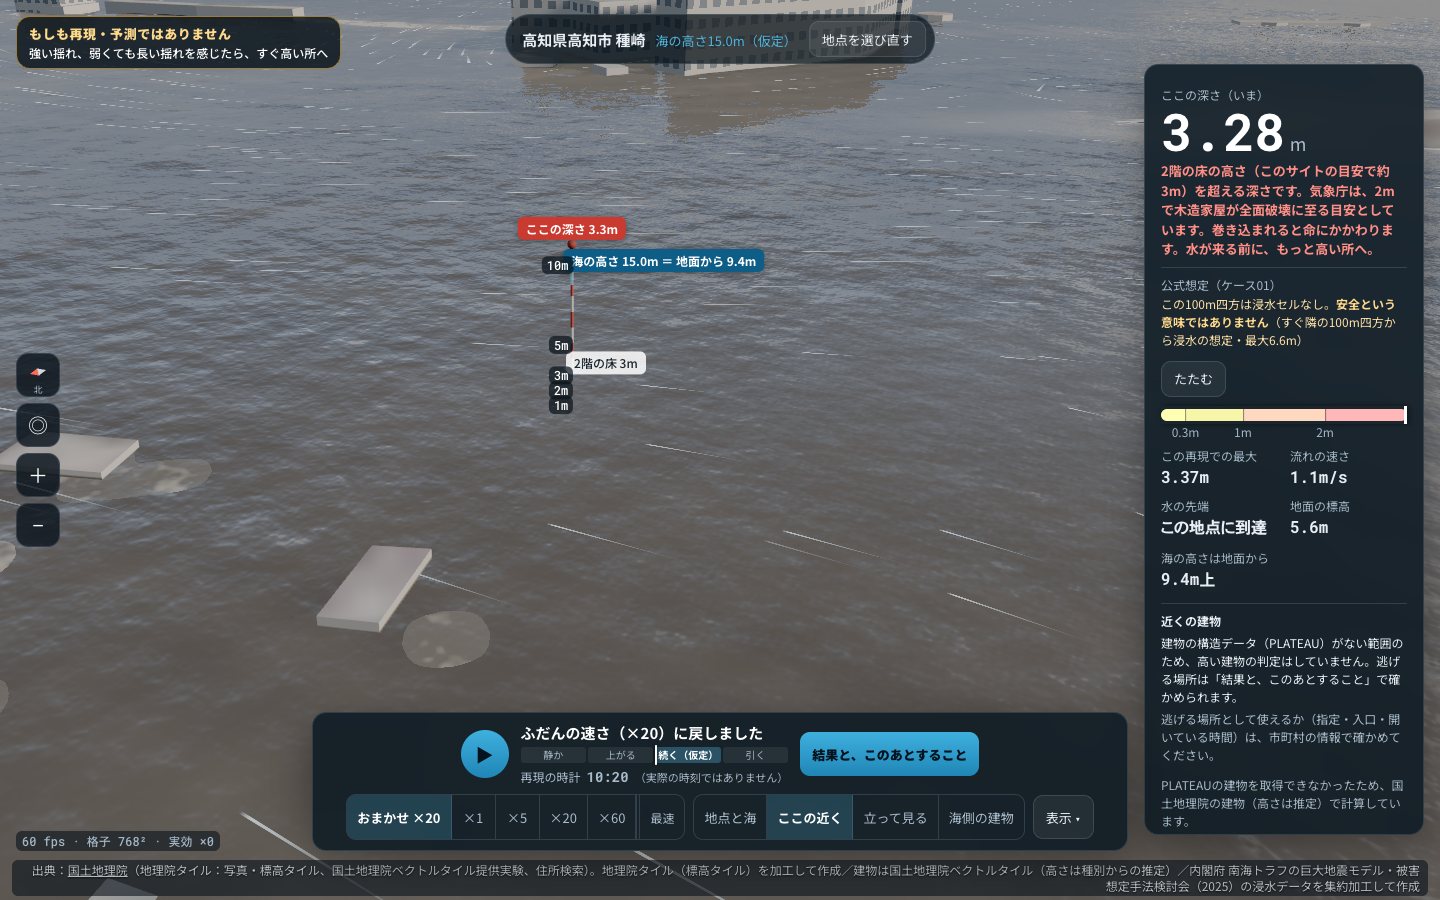 もしも再現・予測ではありません
強い揺れ、弱くても長い揺れを感じたら、すぐ高い所へ
高知県高知市 種崎 海の高さ15.0m（仮定） 地点を選び直す
ここの深さ（いま）
3.28 m
2階の床の高さ（このサイトの目安で約
3m）を超える深さです。気象庁は、2m
で木造家屋が全面破壊に至る目安として
います。巻き込まれると命にかかわりま
す。水が来る前に、もっと高い所へ。
公式想定（ケース01）
この100m四方は浸水セルなし。安全という
意味ではありません（すぐ隣の100m四方か
ら浸水の想定・最大6.6m）
たたむ
0.3m 1m 2m
この再現での最大 流れの速さ
3.37m 1.1m/s
水の先端 地面の標高
この地点に到達 5.6m
海の高さは地面から
9.4m上
近くの建物
建物の構造データ（PLATEAU）がない範囲の
ため、高い建物の判定はしていません。逃げ
る場所は「結果と、このあとすること」で確
かめられます。
逃げる場所として使えるか（指定・入口・開
いている時間）は、市町村の情報で確かめて
ください。
PLATEAUの建物を取得できなかったため、国
土地理院の建物（高さは推定）で計算してい
ます。
ここの深さ 3.3m
海の高さ 15.0m ＝ 地面から 9.4m
10m
5m
2階の床 3m
3m
2m
1m
北
◎
＋
−
ふだんの速さ（×20）に戻しました
静か 上がる 続く（仮定） 引く
再現の時計 10:20 （実際の時刻ではありません）
結果と、このあとすること
おまかせ ×20 ×1 ×5 ×20 ×60 最速 地点と海 ここの近く 立って見る 海側の建物 表示 ▾
60 fps · 格子 768² · 実効 ×0
出典：国土地理院（地理院タイル：写真・標高タイル、国土地理院ベクトルタイル提供実験、住所検索）。地理院タイル（標高タイル）を加工して作成／建物は国土地理院ベクトルタイル（高さは種別からの推定）／内閣府 南海トラフの巨大地震モデル・被害
想定手法検討会（2025）の浸水データを集約加工して作成